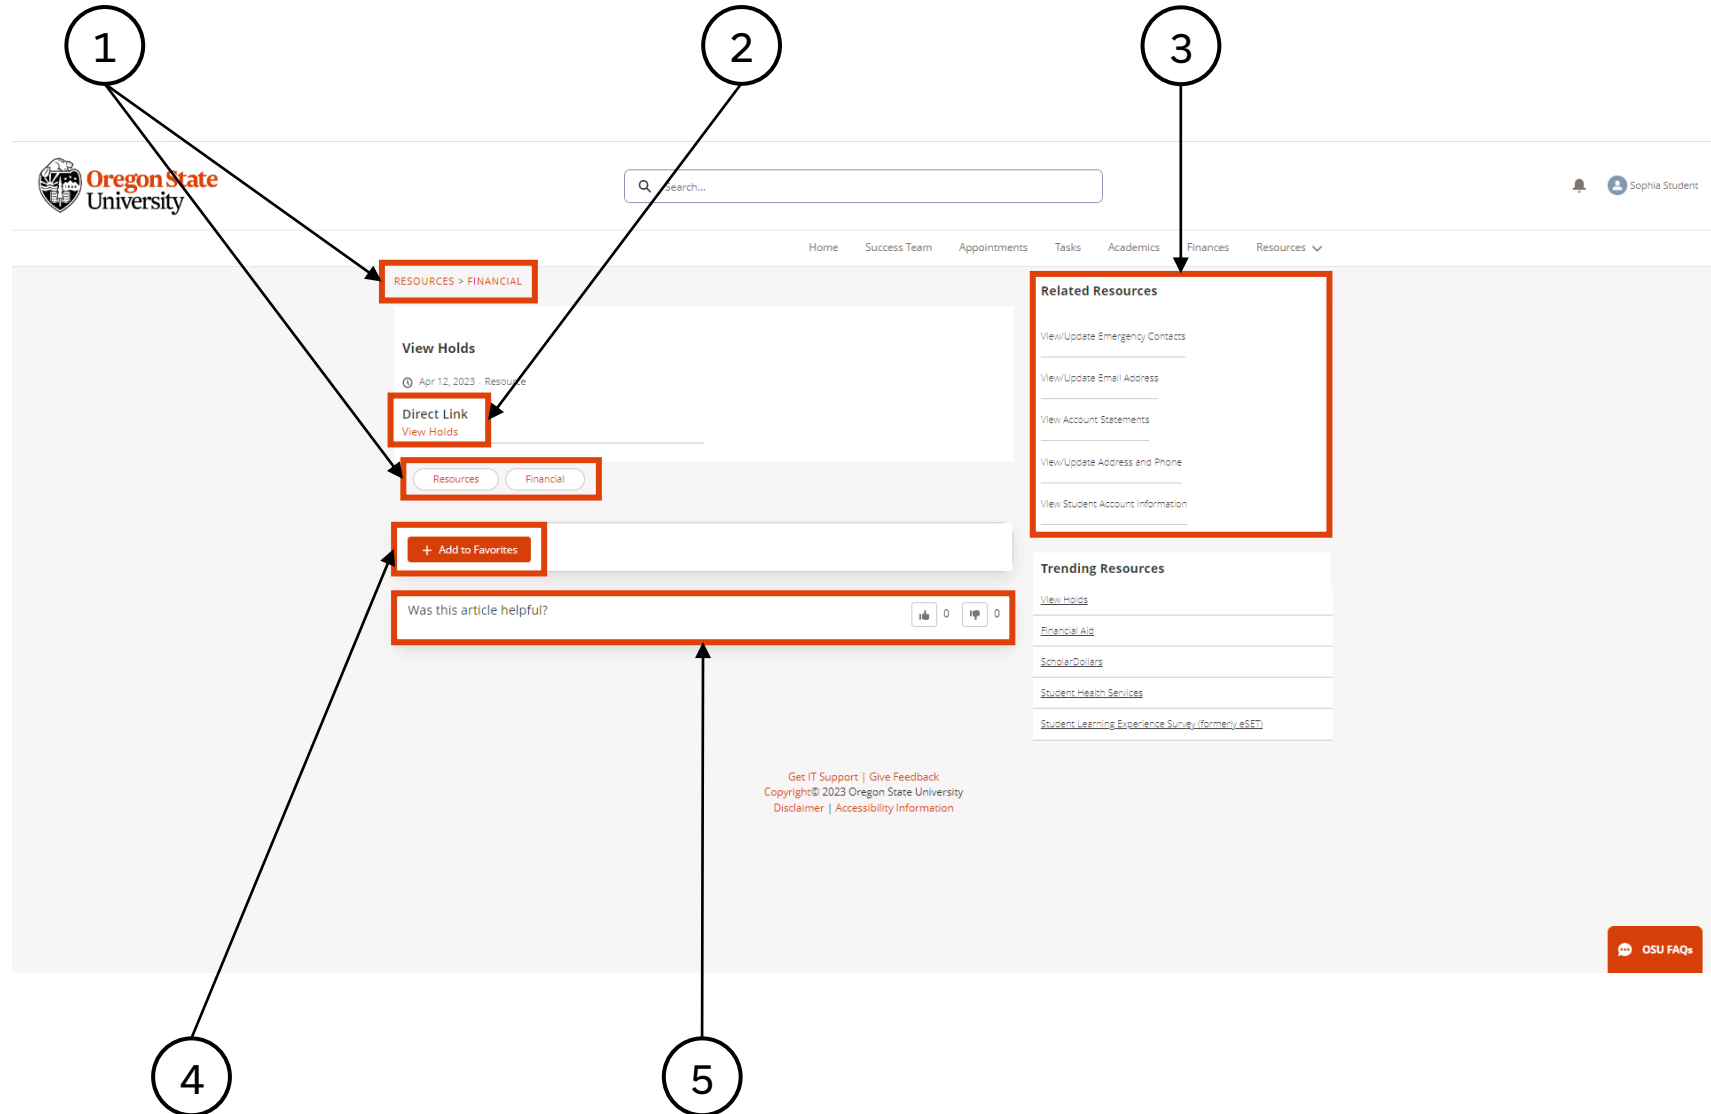 1
2
3
Oregon State
University
Search...
Sophia Student
Home Success Team Appointments Tasks Academics Finances Resources
RESOURCES > FINANCIAL
View Holds
Apr 12, 2023 · Resource
Direct Link
View Holds
Resources Financial
+ Add to Favorites
Was this article helpful?
0 0
Related Resources
View/Update Emergency Contacts
View/Update Email Address
View Account Statements
View/Update Address and Phone
View Student Account Information
Trending Resources
View Holds
Financial Aid
ScholarDollars
Student Health Services
Student Learning Experience Survey (formerly eSET)
Get IT Support | Give Feedback
Copyright© 2023 Oregon State University
Disclaimer | Accessibility Information
OSU FAQs
4
5